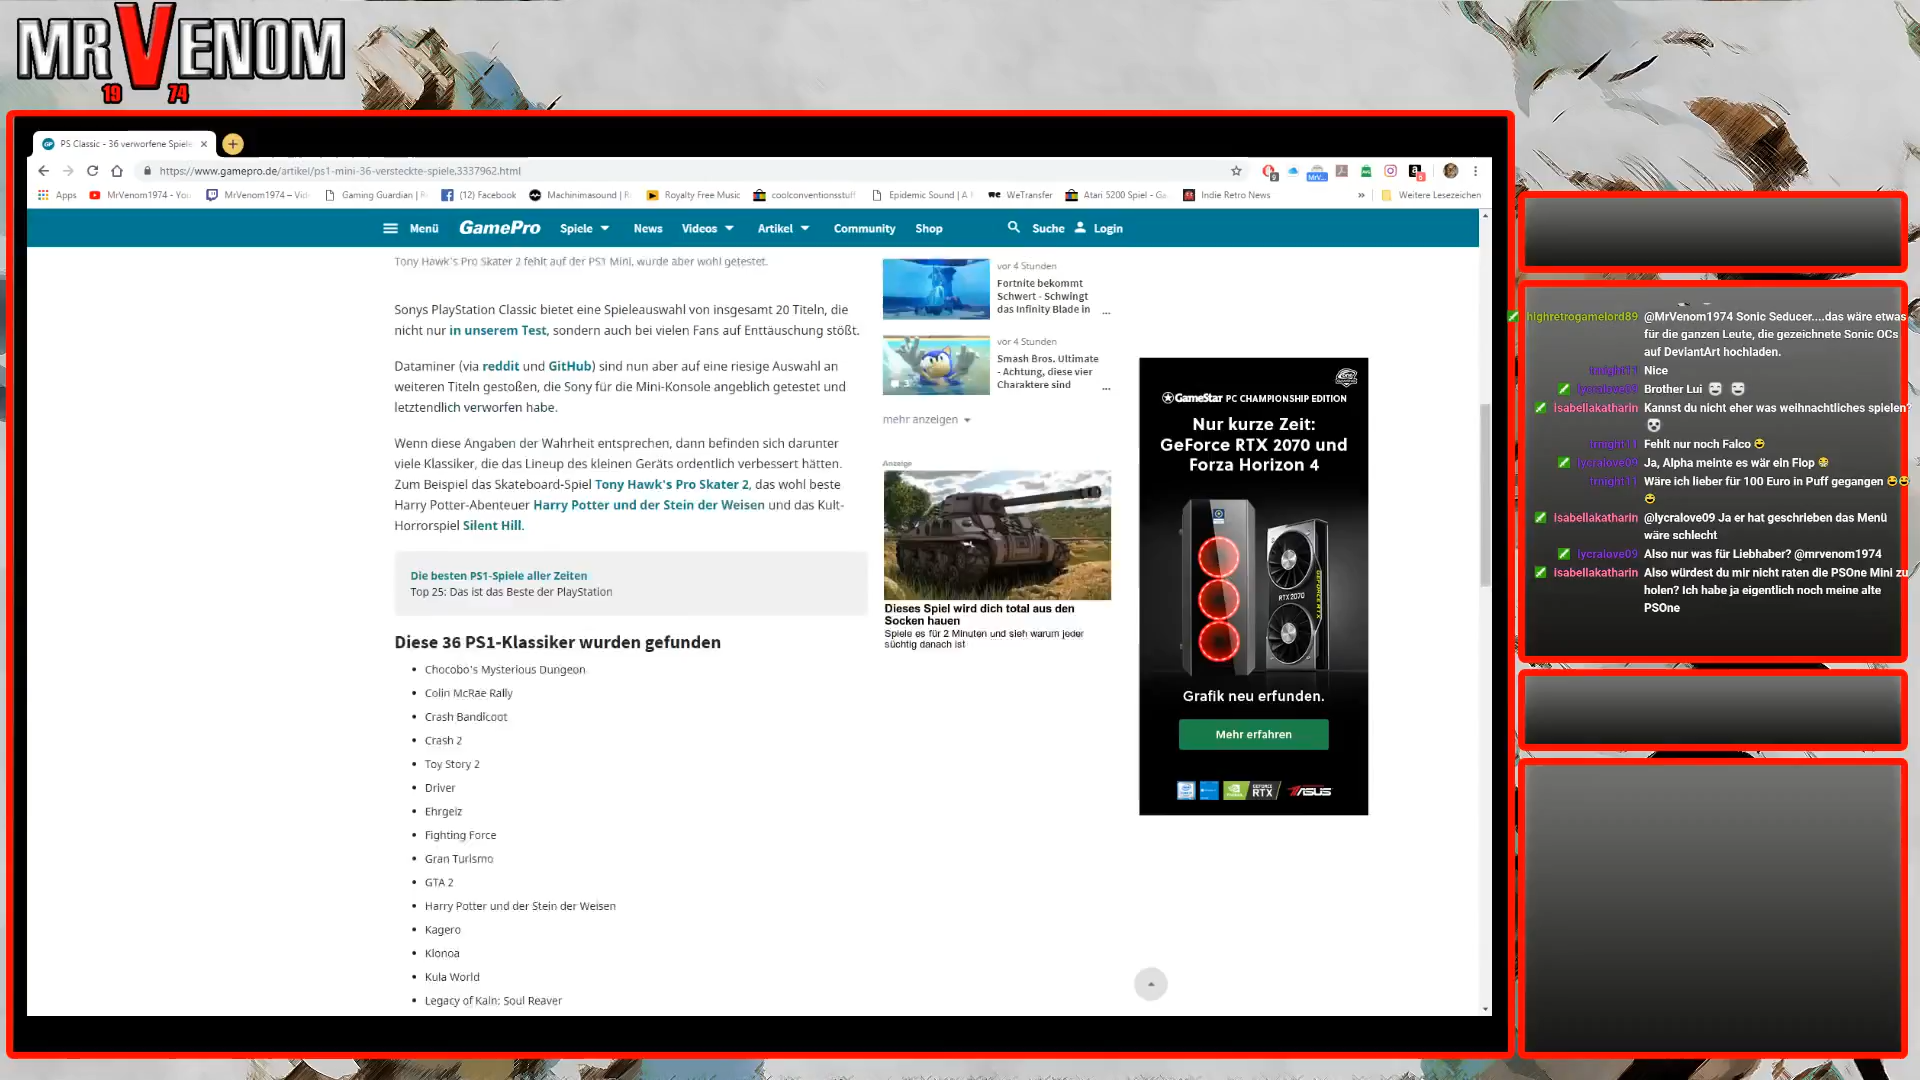 MRVENOM
19 74
PS Classic - 36 verworfene Spiele
https://www.gamepro.de/artikel/ps1-mini-36-versteckte-spiele,3337962.html
Apps
MrVenom1974 - You
MrVenom1974 – Vide
Gaming Guardian | R
(12) Facebook
Machinimasound | R
Royalty Free Music
coolconventionsstuff
Epidemic Sound | A
WeTransfer
Atari 5200 Spiel - Ga
Indie Retro News
»
Weitere Lesezeichen
Menü
GamePro
Spiele
News
Videos
Artikel
Community
Shop
Suche
Login
Tony Hawk's Pro Skater 2 fehlt auf der PS1 Mini, wurde aber wohl getestet.
Sonys PlayStation Classic bietet eine Spieleauswahl von insgesamt 20 Titeln, die
nicht nur in unserem Test, sondern auch bei vielen Fans auf Enttäuschung stößt.
Dataminer (via reddit und GitHub) sind nun aber auf eine riesige Auswahl an
weiteren Titeln gestoßen, die Sony für die Mini-Konsole angeblich getestet und
letztendlich verworfen habe.
Wenn diese Angaben der Wahrheit entsprechen, dann befinden sich darunter
viele Klassiker, die das Lineup des kleinen Geräts ordentlich verbessert hätten.
Zum Beispiel das Skateboard-Spiel Tony Hawk's Pro Skater 2, das wohl beste
Harry Potter-Abenteuer Harry Potter und der Stein der Weisen und das Kult-
Horrorspiel Silent Hill.
Die besten PS1-Spiele aller Zeiten
Top 25: Das ist das Beste der PlayStation
Diese 36 PS1-Klassiker wurden gefunden
Chocobo's Mysterious Dungeon
Colin McRae Rally
Crash Bandicoot
Crash 2
Toy Story 2
Driver
Ehrgeiz
Fighting Force
Gran Turismo
GTA 2
Harry Potter und der Stein der Weisen
Kagero
Klonoa
Kula World
Legacy of Kain: Soul Reaver
vor 4 Stunden
Fortnite bekommt
Schwert - Schwingt
das Infinity Blade in ...
vor 4 Stunden
Smash Bros. Ultimate
- Achtung, diese vier
Charaktere sind ...
3
mehr anzeigen
Anzeige
Dieses Spiel wird dich total aus den
Socken hauen
Spiele es für 2 Minuten und sieh warum jeder
süchtig danach ist
GameStar PC CHAMPIONSHIP EDITION
Nur kurze Zeit:
GeForce RTX 2070 und
Forza Horizon 4
RTX 2070
Grafik neu erfunden.
Mehr erfahren
GEFORCE
RTX
ASUS
highretrogamelord89 @MrVenom1974 Sonic Seducer....das wäre etwas
für die ganzen Leute, die gezeichnete Sonic OCs
auf DeviantArt hochladen.
trnight11 Nice
lycralove09 Brother Lui
isabellakatharin Kannst du nicht eher was weihnachtliches spielen?
trnight11 Fehlt nur noch Falco
lycralove09 Ja, Alpha meinte es wär ein Flop
trnight11 Wäre ich lieber für 100 Euro in Puff gegangen
isabellakatharin @lycralove09 Ja er hat geschrieben das Menü
wäre schlecht
lycralove09 Also nur was für Liebhaber? @mrvenom1974
isabellakatharin Also würdest du mir nicht raten die PSOne Mini zu
holen? Ich habe ja eigentlich noch meine alte
PSOne